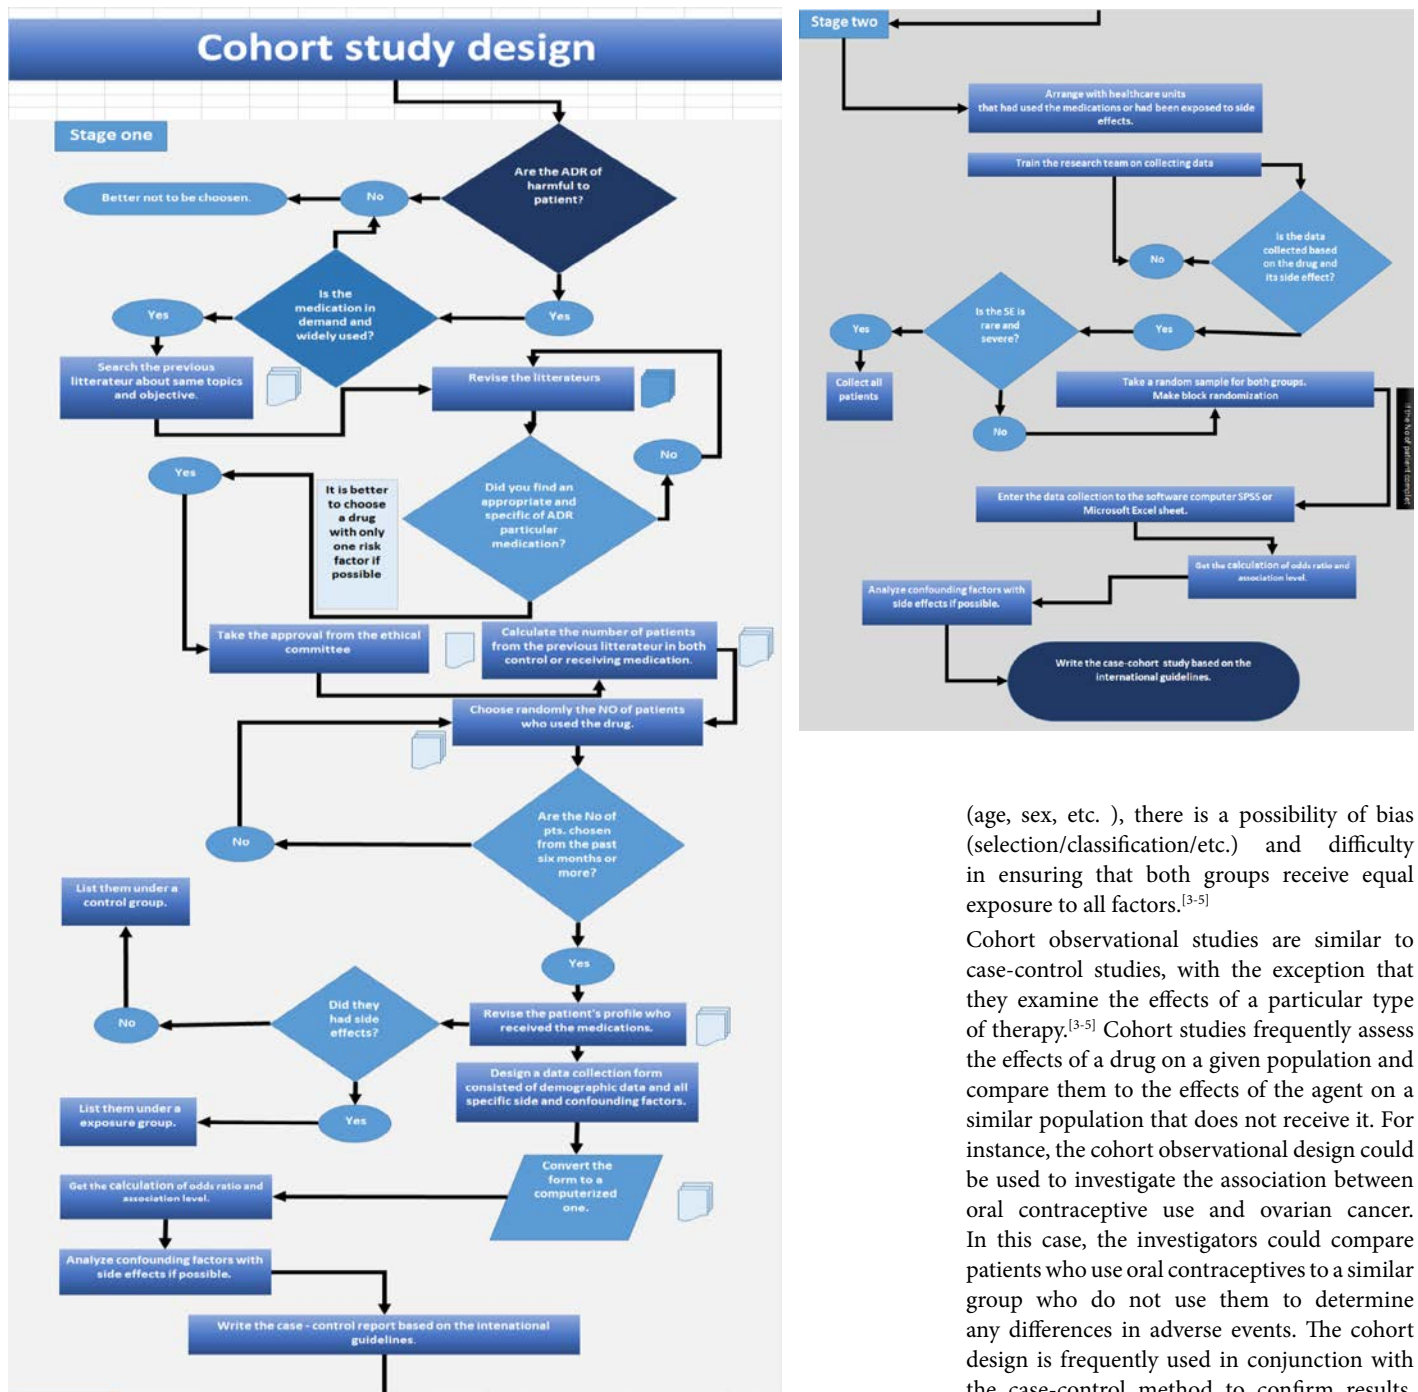 Cohort study design
Stage one
Are the ADR of
harmful to
patient?
No
Better not to be choosen.
Is the
medication in
demand and
widely used?
Yes
Yes
Search the previous
litterateur about same topics
and objective.
Revise the litterateurs
No
Yes
It is better
to choose
a drug
with only
one risk
factor if
possible
Did you find an
appropriate and
specific of ADR
particular
medication?
Take the approval from the ethical
committee
Calculate the number of patients
from the previous litterateur in both
control or receiving medication.
Choose randomly the NO of patients
who used the drug.
Are the No of
pts. chosen
from the past
six months or
more?
No
List them under a
control group.
Yes
Did they
had side
effects?
No
Revise the patient's profile who
received the medications.
Design a data collection form
consisted of demographic data and all
specific side and confounding factors.
List them under a
exposure group.
Yes
Convert the
form to a
computerized
one.
Get the calculation of odds ratio and
association level.
Analyze confounding factors with
side effects if possible.
Write the case - control report based on the intenational
guidelines.
Stage two
Arrange with healthcare units
that had used the medications or had been exposed to side
effects.
Train the research team on collecting data
Is the data
collected based
on the drug and
its side effect?
No
Is the SE is
rare and
severe?
Yes
Yes
Collect all
patients
Take a random sample for both groups.
Make block randomization
No
If the No of patient complet
Enter the data collection to the software computer SPSS or
Microsoft Excel sheet.
Get the calculation of odds ratio and
association level.
Analyze confounding factors with
side effects if possible.
Write the case-cohort study based on the
international guidelines.
(age, sex, etc. ), there is a possibility of bias
(selection/classification/etc.) and difficulty
in ensuring that both groups receive equal
exposure to all factors.[3-5]
Cohort observational studies are similar to
case-control studies, with the exception that
they examine the effects of a particular type
of therapy.[3-5] Cohort studies frequently assess
the effects of a drug on a given population and
compare them to the effects of the agent on a
similar population that does not receive it. For
instance, the cohort observational design could
be used to investigate the association between
oral contraceptive use and ovarian cancer.
In this case, the investigators could compare
patients who use oral contraceptives to a similar
group who do not use them to determine
any differences in adverse events. The cohort
design is frequently used in conjunction with
the case-control method to confirm results.